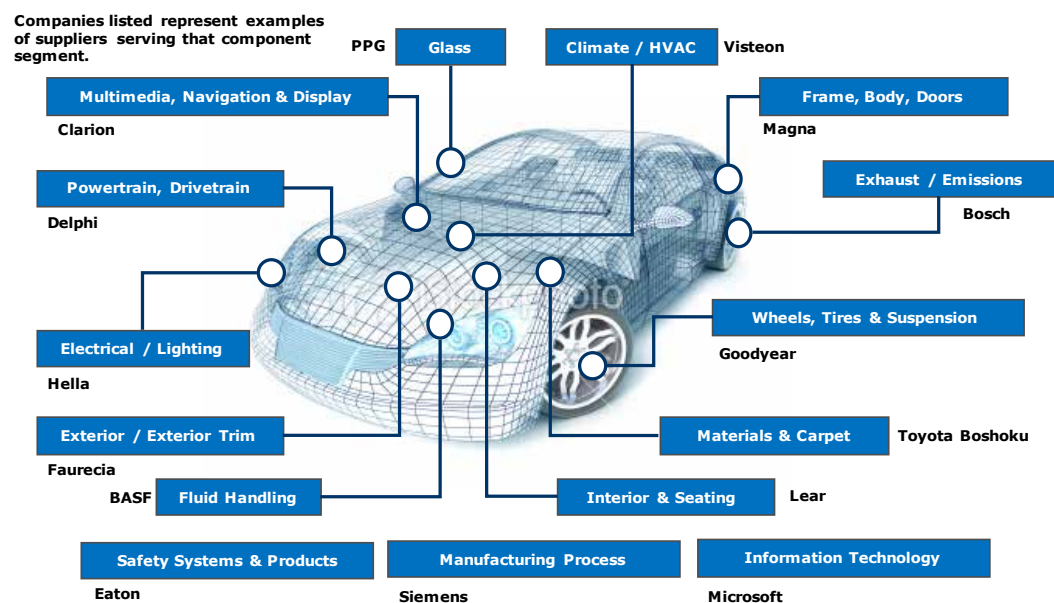 Companies listed represent examples
of suppliers serving that component
segment.
PPG
Glass
Climate / HVAC
Visteon
Multimedia, Navigation & Display
Clarion
Frame, Body, Doors
Magna
Powertrain, Drivetrain
Delphi
Exhaust / Emissions
Bosch
Electrical / Lighting
Hella
Wheels, Tires & Suspension
Goodyear
Exterior / Exterior Trim
Faurecia
Materials & Carpet
Toyota Boshoku
BASF
Fluid Handling
Interior & Seating
Lear
Safety Systems & Products
Eaton
Manufacturing Process
Siemens
Information Technology
Microsoft